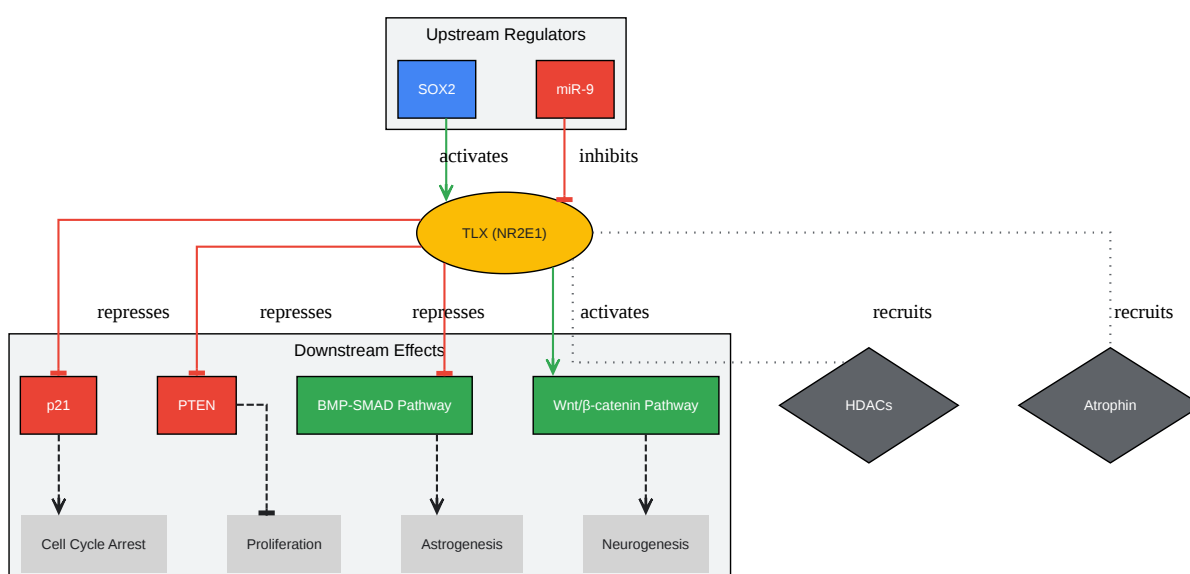 Upstream Regulators
SOX2
miR-9
activates
inhibits
TLX (NR2E1)
represses
represses
represses
activates
recruits
recruits
Downstream Effects
p21
PTEN
BMP-SMAD Pathway
Wnt/β-catenin Pathway
HDACs
Atrophin
Cell Cycle Arrest
Proliferation
Astrogenesis
Neurogenesis